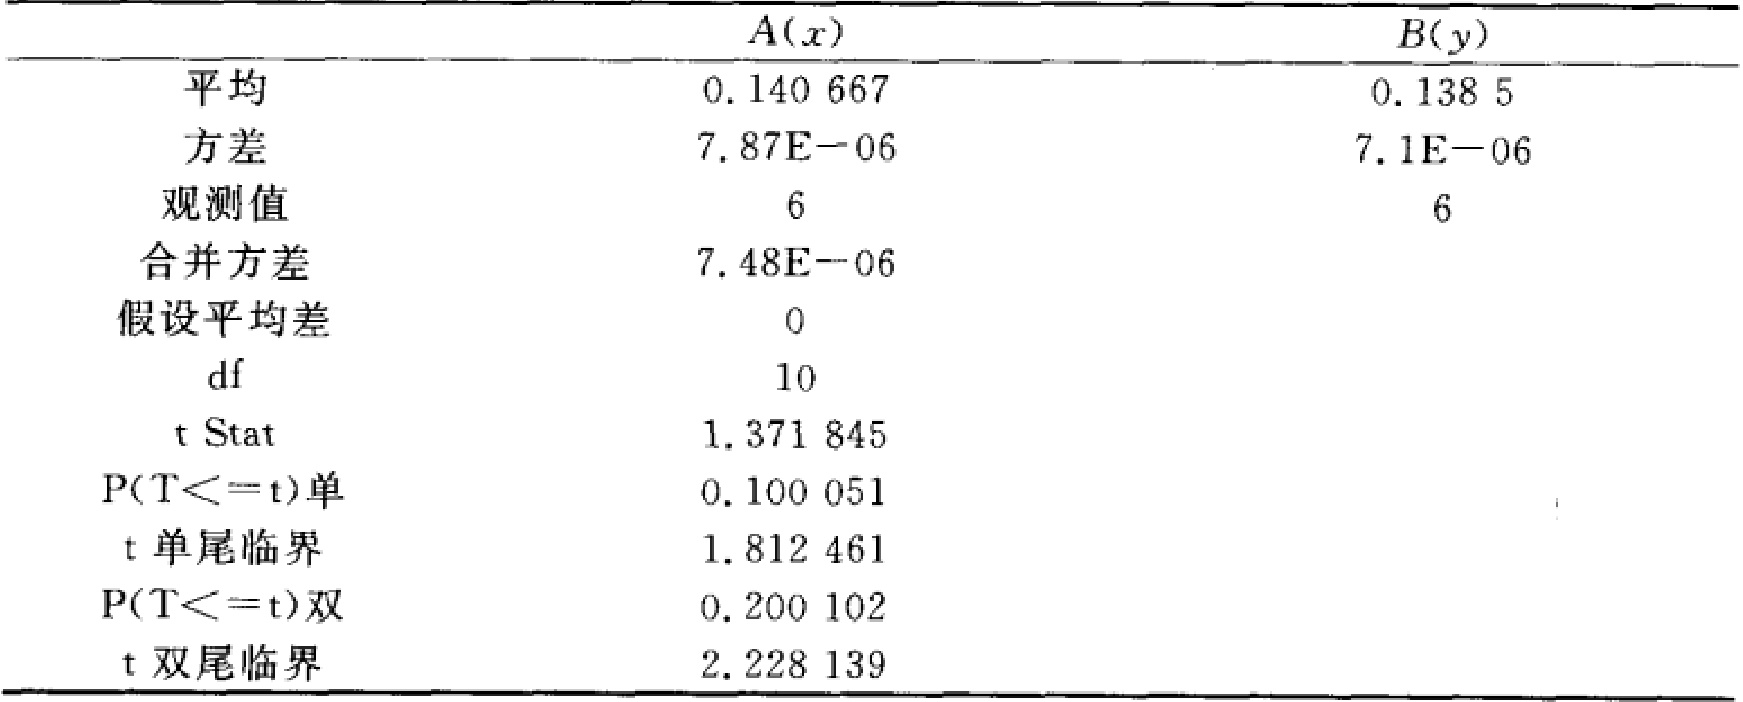 A(x) B(y)
平均 0.140 667 0.138 5
方差 7.87E—06 7.1E—06
观测值 6 6
合并方差 7.48E—06
假设平均差 0
df 10
t Stat 1.371 845
P(T<=t)单 0.100 051
t 单尾临界 1.812 461
P(T<=t)双 0.200 102
t 双尾临界 2.228 139